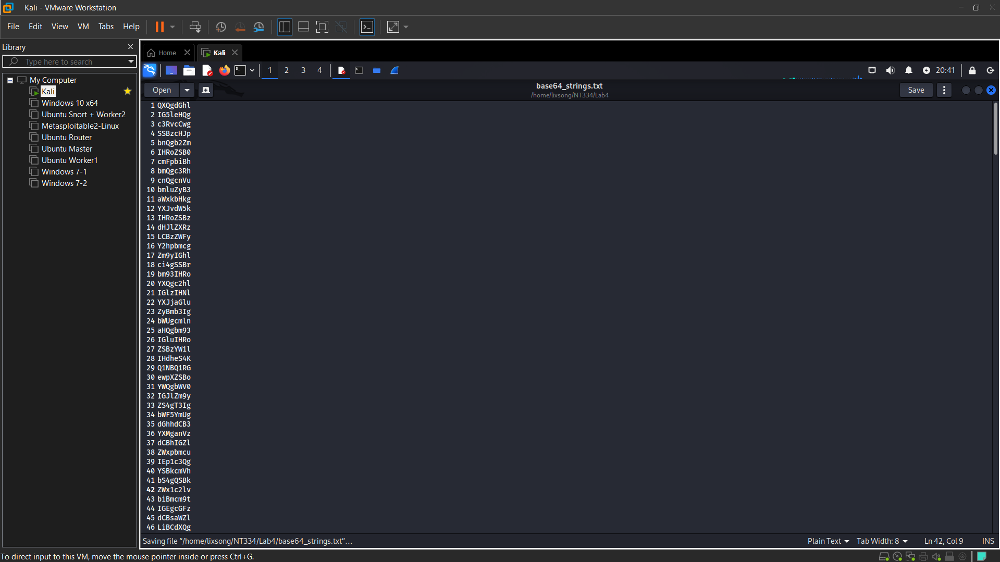 Kali - VMware Workstation
File Edit View VM Tabs Help
Library
Type here to search
My Computer
Kali
Windows 10 x64
Ubuntu Snort + Worker2
Metasploitable2-Linux
Ubuntu Router
Ubuntu Master
Ubuntu Worker1
Windows 7-1
Windows 7-2
Home Kali
1 2 3 4 20:41
Open base64_strings.txt Save
/home/lixsong/NT334/Lab4
1 QXQgdGhl
2 IG5leHQg
3 c3RvcCwg
4 SSBzcHJp
5 bnQgb2Zm
6 IHRoZSB0
7 cmFpbiBh
8 bmQgc3Rh
9 cnQgcnVu
10 bmluZyB3
11 aWxkbHkg
12 YXJvdW5k
13 IHRoZSBz
14 dHJlZXRz
15 LCBzZWFy
16 Y2hpbmcg
17 Zm9yIGhl
18 ci4gSSBr
19 bm93IHRo
20 YXQgc2hl
21 IGlzIHNl
22 YXJjaGlu
23 ZyBmb3Ig
24 bWUgcmln
25 aHQgbm93
26 IGluIHRo
27 ZSBzYW1l
28 IHdheS4K
29 Q1NBQ1RG
30 ewpXZSBo
31 YWQgbWV0
32 IGJlZm9y
33 ZS4gT3Ig
34 bWF5YmUg
35 dGhhdCB3
36 YXMganVz
37 dCBhIGZl
38 ZWxpbmcu
39 IEp1c3Qg
40 YSBkcmVh
41 bS4gQSBk
42 ZWx1c2lv
43 biBmcm9t
44 IGEgcGFz
45 dCBsaWZl
46 LiBCdXQg
Saving file “/home/lixsong/NT334/Lab4/base64_strings.txt”… Plain Text Tab Width: 8 Ln 42, Col 9 INS
To direct input to this VM, move the mouse pointer inside or press Ctrl+G.